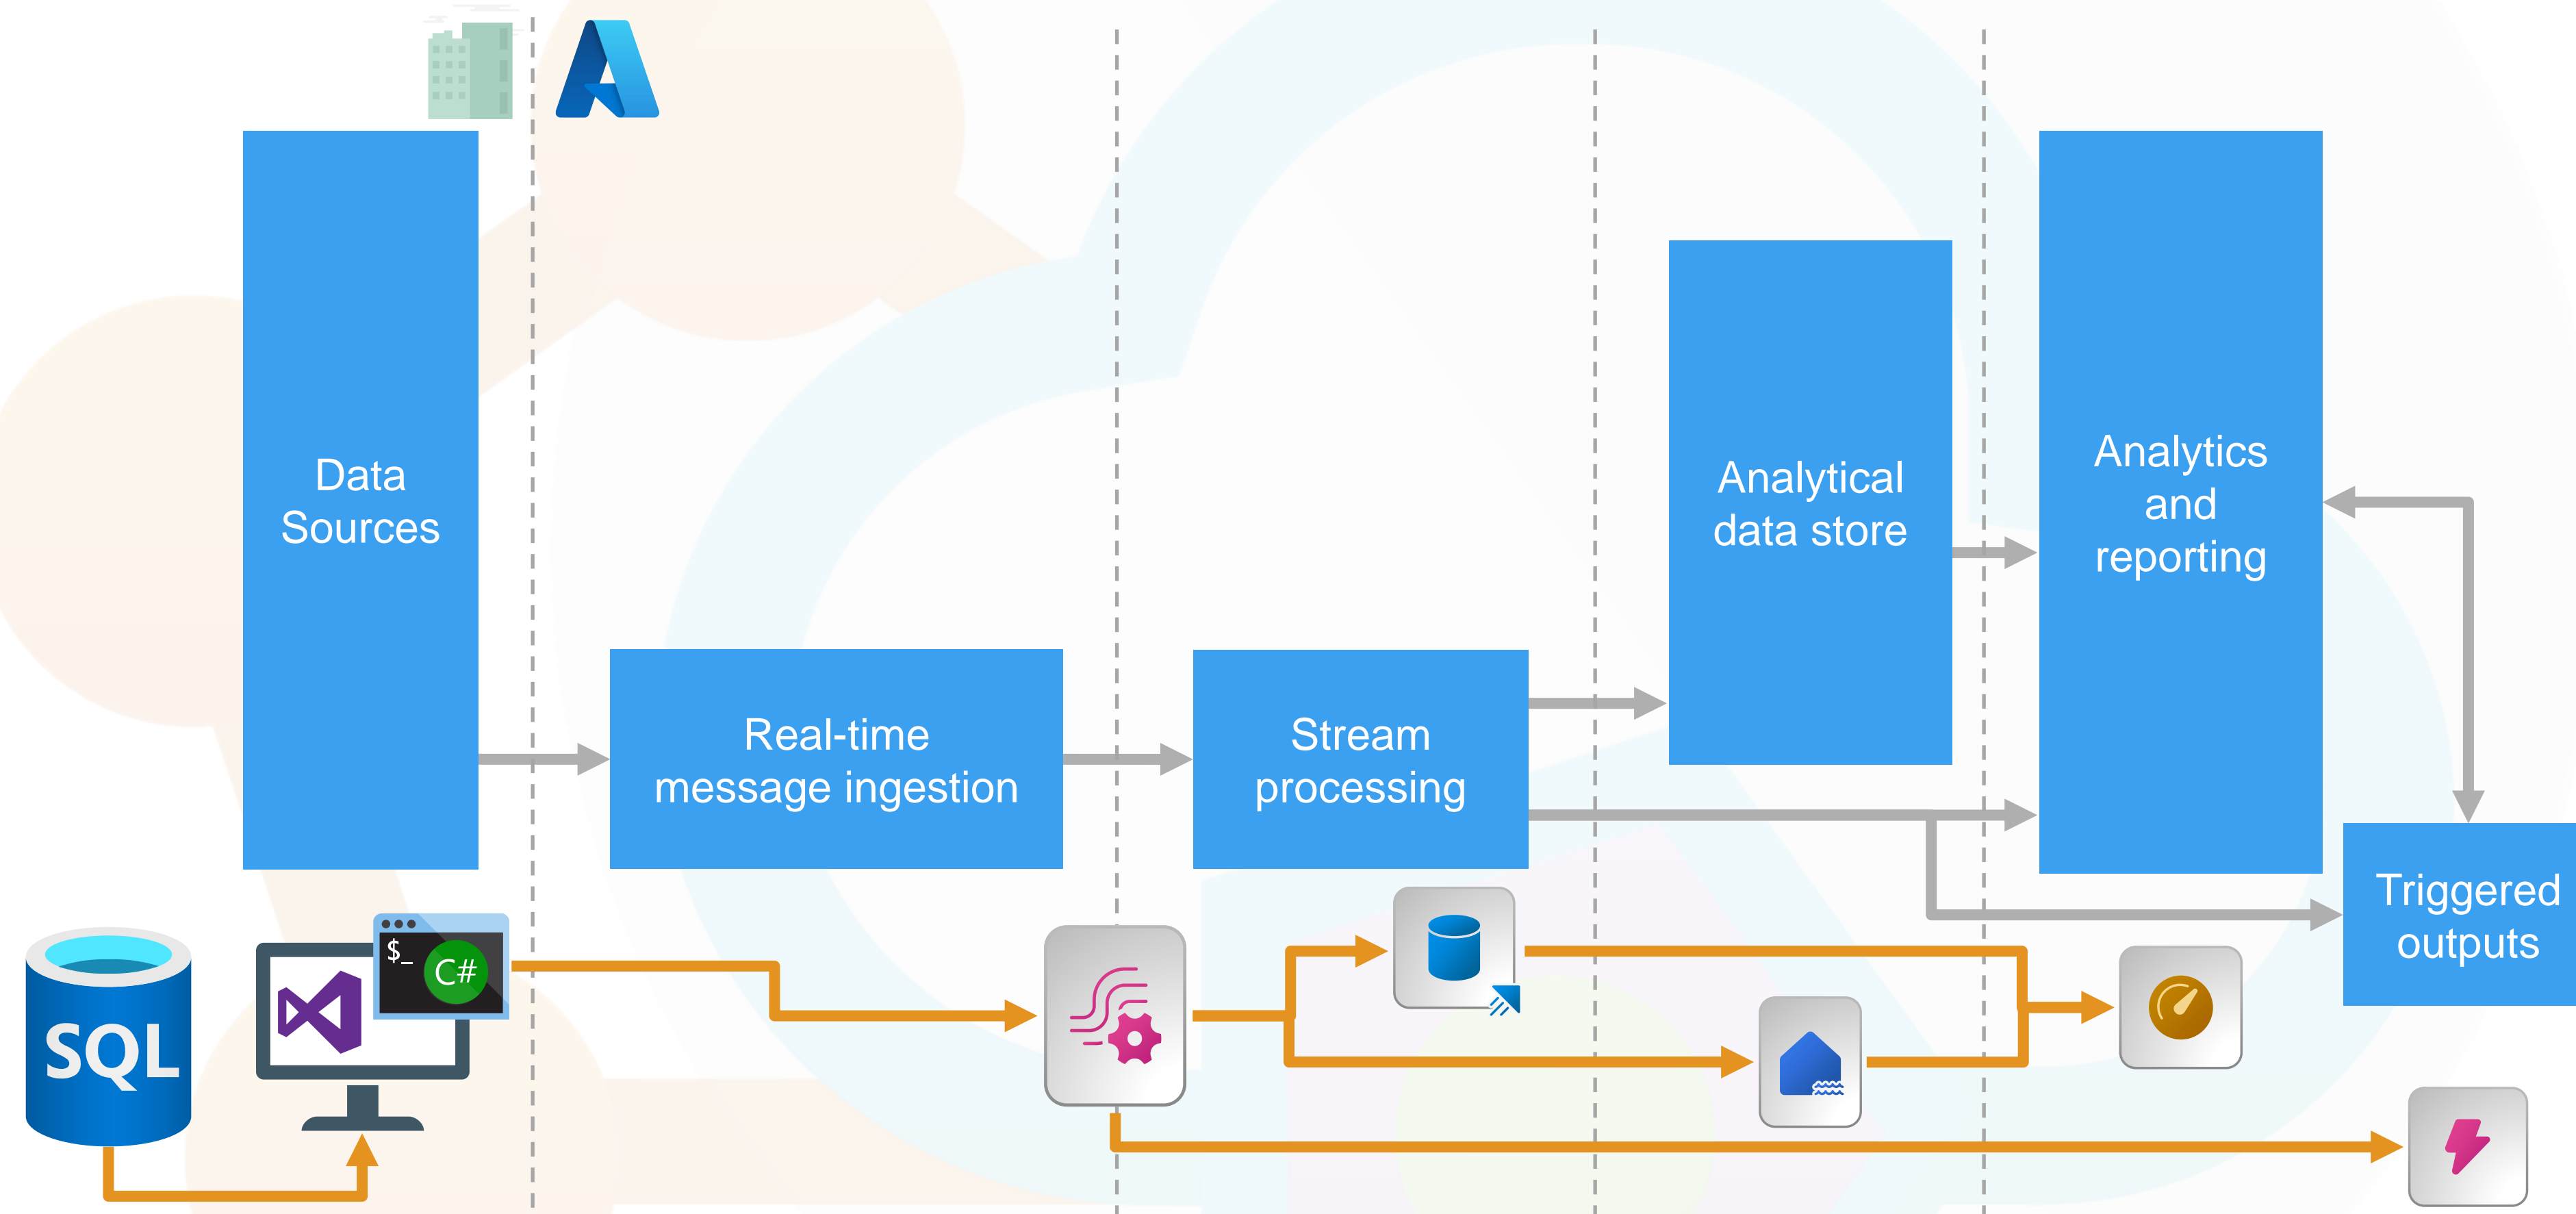 Data
Sources
Real-time
message ingestion
Stream
processing
Analytical
data store
Analytics
and
reporting
Triggered
outputs
SQL
$_
C#